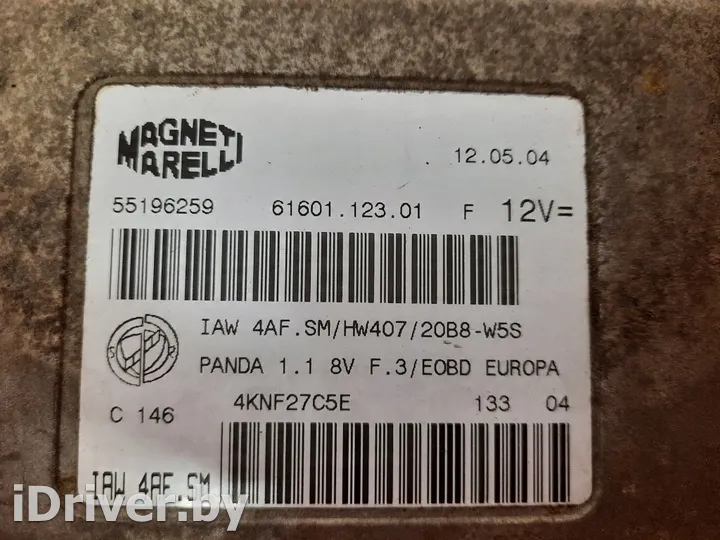 MAGNETI
MARELLI
12.05.04
55196259 61601.123.01 F 12V=
IAW 4AF.SM/HW407/20B8-W5S
PANDA 1.1 8V F.3/EOBD EUROPA
C 146 4KNF27C5E 133 04
IAW 4AF.SM
iDriver.by